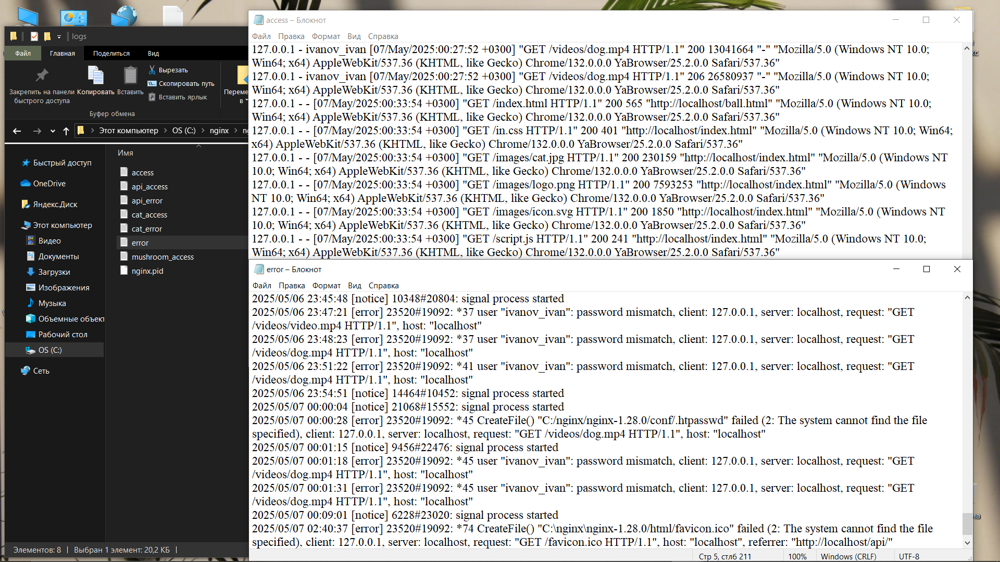 logs
Файл
Главная
Поделиться
Вид
Закрепить на панели
быстрого доступа
Копировать
Вставить
Вырезать
Скопировать путь
Вставить ярлык
Переме
в
Буфер обмена
Этот компьютер
OS (C:)
nginx
Быстрый доступ
OneDrive
Яндекс.Диск
Этот компьютер
Видео
Документы
Загрузки
Изображения
Музыка
Объемные объект
Рабочий стол
OS (C:)
Сеть
Имя
access
api_access
api_error
cat_access
cat_error
error
mushroom_access
nginx.pid
Элементов: 8
Выбран 1 элемент: 20,2 КБ
access – Блокнот
Файл Правка Формат Вид Справка
127.0.0.1 - ivanov_ivan [07/May/2025:00:27:52 +0300] "GET /videos/dog.mp4 HTTP/1.1" 200 13041664 "-" "Mozilla/5.0 (Windows NT 10.0;
Win64; x64) AppleWebKit/537.36 (KHTML, like Gecko) Chrome/132.0.0.0 YaBrowser/25.2.0.0 Safari/537.36"
127.0.0.1 - ivanov_ivan [07/May/2025:00:27:52 +0300] "GET /videos/dog.mp4 HTTP/1.1" 206 26580937 "-" "Mozilla/5.0 (Windows NT 10.0;
Win64; x64) AppleWebKit/537.36 (KHTML, like Gecko) Chrome/132.0.0.0 YaBrowser/25.2.0.0 Safari/537.36"
127.0.0.1 - - [07/May/2025:00:33:54 +0300] "GET /index.html HTTP/1.1" 200 565 "http://localhost/ball.html" "Mozilla/5.0 (Windows NT 10.0;
Win64; x64) AppleWebKit/537.36 (KHTML, like Gecko) Chrome/132.0.0.0 YaBrowser/25.2.0.0 Safari/537.36"
127.0.0.1 - - [07/May/2025:00:33:54 +0300] "GET /in.css HTTP/1.1" 200 401 "http://localhost/index.html" "Mozilla/5.0 (Windows NT 10.0; Win64;
x64) AppleWebKit/537.36 (KHTML, like Gecko) Chrome/132.0.0.0 YaBrowser/25.2.0.0 Safari/537.36"
127.0.0.1 - - [07/May/2025:00:33:54 +0300] "GET /images/cat.jpg HTTP/1.1" 200 230159 "http://localhost/index.html" "Mozilla/5.0 (Windows NT
10.0; Win64; x64) AppleWebKit/537.36 (KHTML, like Gecko) Chrome/132.0.0.0 YaBrowser/25.2.0.0 Safari/537.36"
127.0.0.1 - - [07/May/2025:00:33:54 +0300] "GET /images/logo.png HTTP/1.1" 200 7593253 "http://localhost/index.html" "Mozilla/5.0 (Windows
NT 10.0; Win64; x64) AppleWebKit/537.36 (KHTML, like Gecko) Chrome/132.0.0.0 YaBrowser/25.2.0.0 Safari/537.36"
127.0.0.1 - - [07/May/2025:00:33:54 +0300] "GET /images/icon.svg HTTP/1.1" 200 1850 "http://localhost/index.html" "Mozilla/5.0 (Windows NT
10.0; Win64; x64) AppleWebKit/537.36 (KHTML, like Gecko) Chrome/132.0.0.0 YaBrowser/25.2.0.0 Safari/537.36"
127.0.0.1 - - [07/May/2025:00:33:54 +0300] "GET /script.js HTTP/1.1" 200 241 "http://localhost/index.html" "Mozilla/5.0 (Windows NT 10.0;
Win64; x64) AppleWebKit/537.36 (KHTML, like Gecko) Chrome/132.0.0.0 YaBrowser/25.2.0.0 Safari/537.36"
error – Блокнот
Файл Правка Формат Вид Справка
2025/05/06 23:45:48 [notice] 10348#20804: signal process started
2025/05/06 23:47:21 [error] 23520#19092: *37 user "ivanov_ivan": password mismatch, client: 127.0.0.1, server: localhost, request: "GET
/videos/video.mp4 HTTP/1.1", host: "localhost"
2025/05/06 23:48:23 [error] 23520#19092: *37 user "ivanov_ivan": password mismatch, client: 127.0.0.1, server: localhost, request: "GET
/videos/dog.mp4 HTTP/1.1", host: "localhost"
2025/05/06 23:51:22 [error] 23520#19092: *41 user "ivanov_ivan": password mismatch, client: 127.0.0.1, server: localhost, request: "GET
/videos/dog.mp4 HTTP/1.1", host: "localhost"
2025/05/06 23:54:51 [notice] 14464#10452: signal process started
2025/05/07 00:00:04 [notice] 21068#15552: signal process started
2025/05/07 00:00:28 [error] 23520#19092: *45 CreateFile() "C:/nginx/nginx-1.28.0/conf/.htpasswd" failed (2: The system cannot find the file
specified), client: 127.0.0.1, server: localhost, request: "GET /videos/dog.mp4 HTTP/1.1", host: "localhost"
2025/05/07 00:01:15 [notice] 9456#22476: signal process started
2025/05/07 00:01:18 [error] 23520#19092: *45 user "ivanov_ivan": password mismatch, client: 127.0.0.1, server: localhost, request: "GET
/videos/dog.mp4 HTTP/1.1", host: "localhost"
2025/05/07 00:01:31 [error] 23520#19092: *45 user "ivanov_ivan": password mismatch, client: 127.0.0.1, server: localhost, request: "GET
/videos/dog.mp4 HTTP/1.1", host: "localhost"
2025/05/07 00:09:01 [notice] 6228#23020: signal process started
2025/05/07 02:40:37 [error] 23520#19092: *74 CreateFile() "C:\nginx\nginx-1.28.0/html/favicon.ico" failed (2: The system cannot find the file
specified), client: 127.0.0.1, server: localhost, request: "GET /favicon.ico HTTP/1.1", host: "localhost", referrer: "http://localhost/api/"
Стр 5, стлб 211
100%
Windows (CRLF)
UTF-8